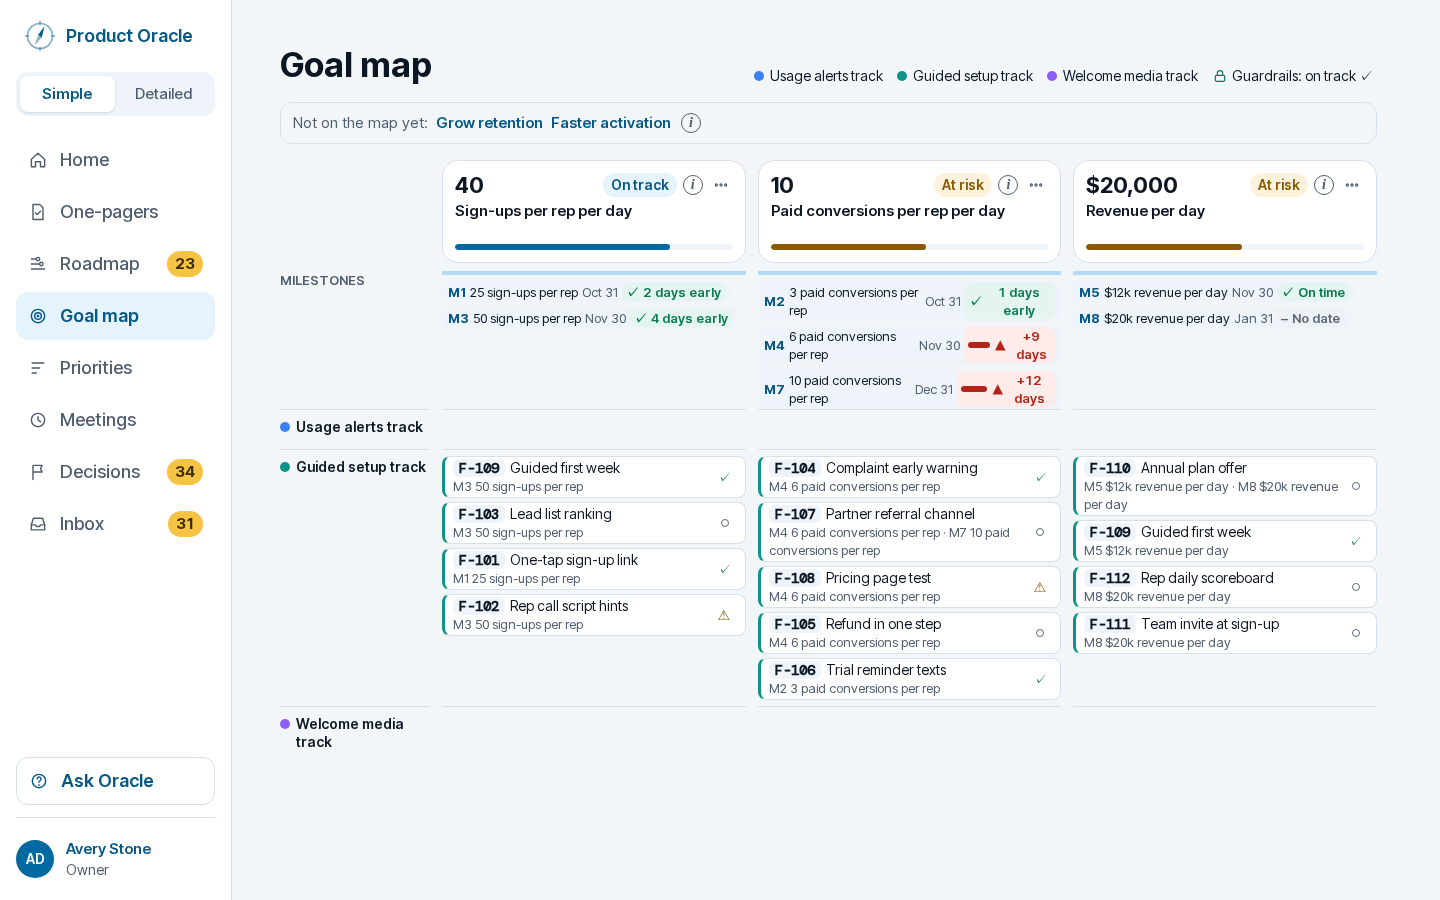 Product Oracle
Simple
Detailed
Home
One-pagers
Roadmap 23
Goal map
Priorities
Meetings
Decisions 34
Inbox 31
Ask Oracle
AD
Avery Stone
Owner
Goal map
Usage alerts track
Guided setup track
Welcome media track
Guardrails: on track ✓
Not on the map yet: Grow retention Faster activation i
40 On track i •••
Sign-ups per rep per day
10 At risk i •••
Paid conversions per rep per day
$20,000 At risk i •••
Revenue per day
MILESTONES
M1 25 sign-ups per rep Oct 31 ✓ 2 days early
M3 50 sign-ups per rep Nov 30 ✓ 4 days early
M2 3 paid conversions per rep Oct 31 ✓ 1 days early
M4 6 paid conversions per rep Nov 30 ▲ +9 days
M7 10 paid conversions per rep Dec 31 ▲ +12 days
M5 $12k revenue per day Nov 30 ✓ On time
M8 $20k revenue per day Jan 31 – No date
Usage alerts track
Guided setup track
F-109 Guided first week ✓
M3 50 sign-ups per rep
F-103 Lead list ranking ○
M3 50 sign-ups per rep
F-101 One-tap sign-up link ✓
M1 25 sign-ups per rep
F-102 Rep call script hints ⚠
M3 50 sign-ups per rep
F-104 Complaint early warning ✓
M4 6 paid conversions per rep
F-107 Partner referral channel ○
M4 6 paid conversions per rep · M7 10 paid
conversions per rep
F-108 Pricing page test ⚠
M4 6 paid conversions per rep
F-105 Refund in one step ○
M4 6 paid conversions per rep
F-106 Trial reminder texts ✓
M2 3 paid conversions per rep
F-110 Annual plan offer ○
M5 $12k revenue per day · M8 $20k revenue
per day
F-109 Guided first week ✓
M5 $12k revenue per day
F-112 Rep daily scoreboard ○
M8 $20k revenue per day
F-111 Team invite at sign-up ○
M8 $20k revenue per day
Welcome media
track